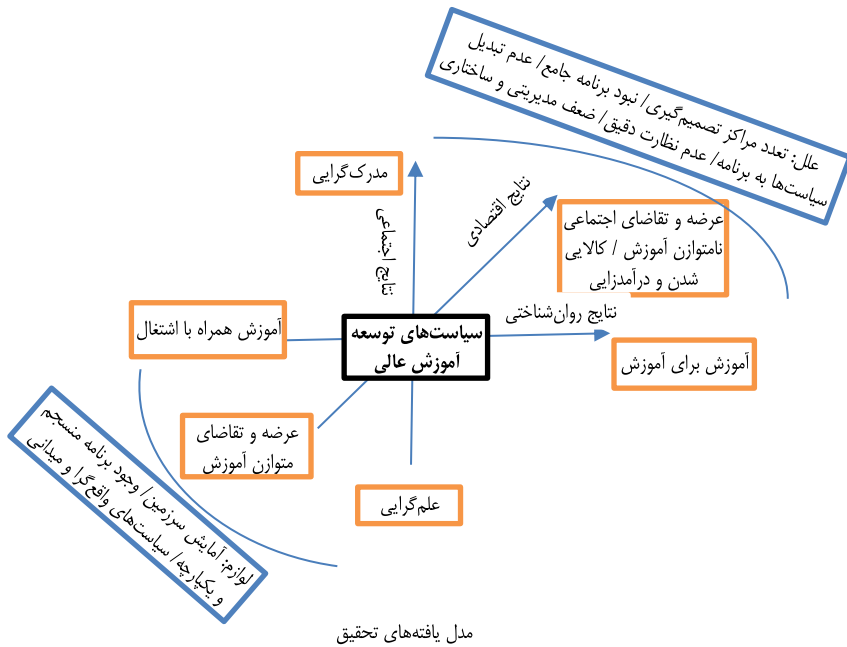 علل: تعدد مراکز تصمیم‌گیری/ نبود برنامه جامع/ عدم تبدیل
سیاست‌ها به برنامه/ عدم نظارت دقیق/ ضعف مدیریتی و ساختاری
مدرک‌گرایی
نتایج اجتماعی
نتایج اقتصادی
عرضه و تقاضای اجتماعی
نامتوازن آموزش / کالایی
شدن و درآمدزایی
نتایج روان‌شناختی
آموزش برای آموزش
سیاست‌های توسعه
آموزش عالی
آموزش همراه با اشتغال
عرضه و تقاضای
متوازن آموزش
علم‌گرایی
لوازم: آمایش سرزمین/ وجود برنامه منسجم
و یکپارچه/ سیاست‌های واقع‌گرا و میدانی
مدل یافته‌های تحقیق